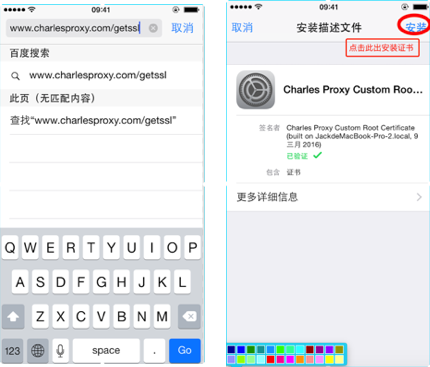 09:41
www.charlesproxy.com/getssl
取消
百度搜索
www.charlesproxy.com/getssl
此页（无匹配内容）
查找“www.charlesproxy.com/getssl”
Q W E R T Y U I O P
A S D F G H J K L
Z X C V B N M
123 space . Go
09:41
取消 安装描述文件 安装
点击此出安装证书
Charles Proxy Custom Roo...
签名者 Charles Proxy Custom Root Certificate
(built on JackdeMacBook-Pro-2.local, 9
三月 2016)
已验证
包含 证书
更多详细信息